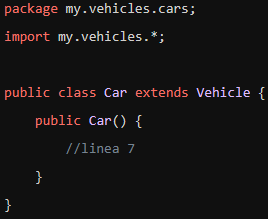 package my.vehicles.cars;
import my.vehicles.*;
public class Car extends Vehicle {
public Car() {
//linea 7
}
}